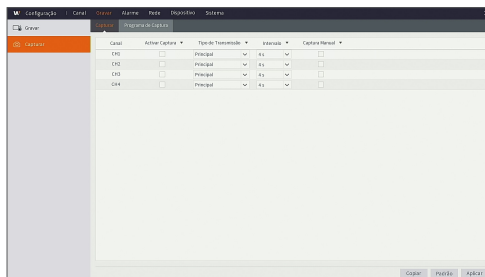 W Configuração | Canal Gravar Alarme Rede Dispositivo Sistema
Gravar
Capturar
Capturar Programa de Captura
Canal Activar Captura Tipo de Transmissão Intervalo Captura Manual
CH1 Principal 4 s
CH2 Principal 4 s
CH3 Principal 4 s
CH4 Principal 4 s
Copiar Padrão Aplicar